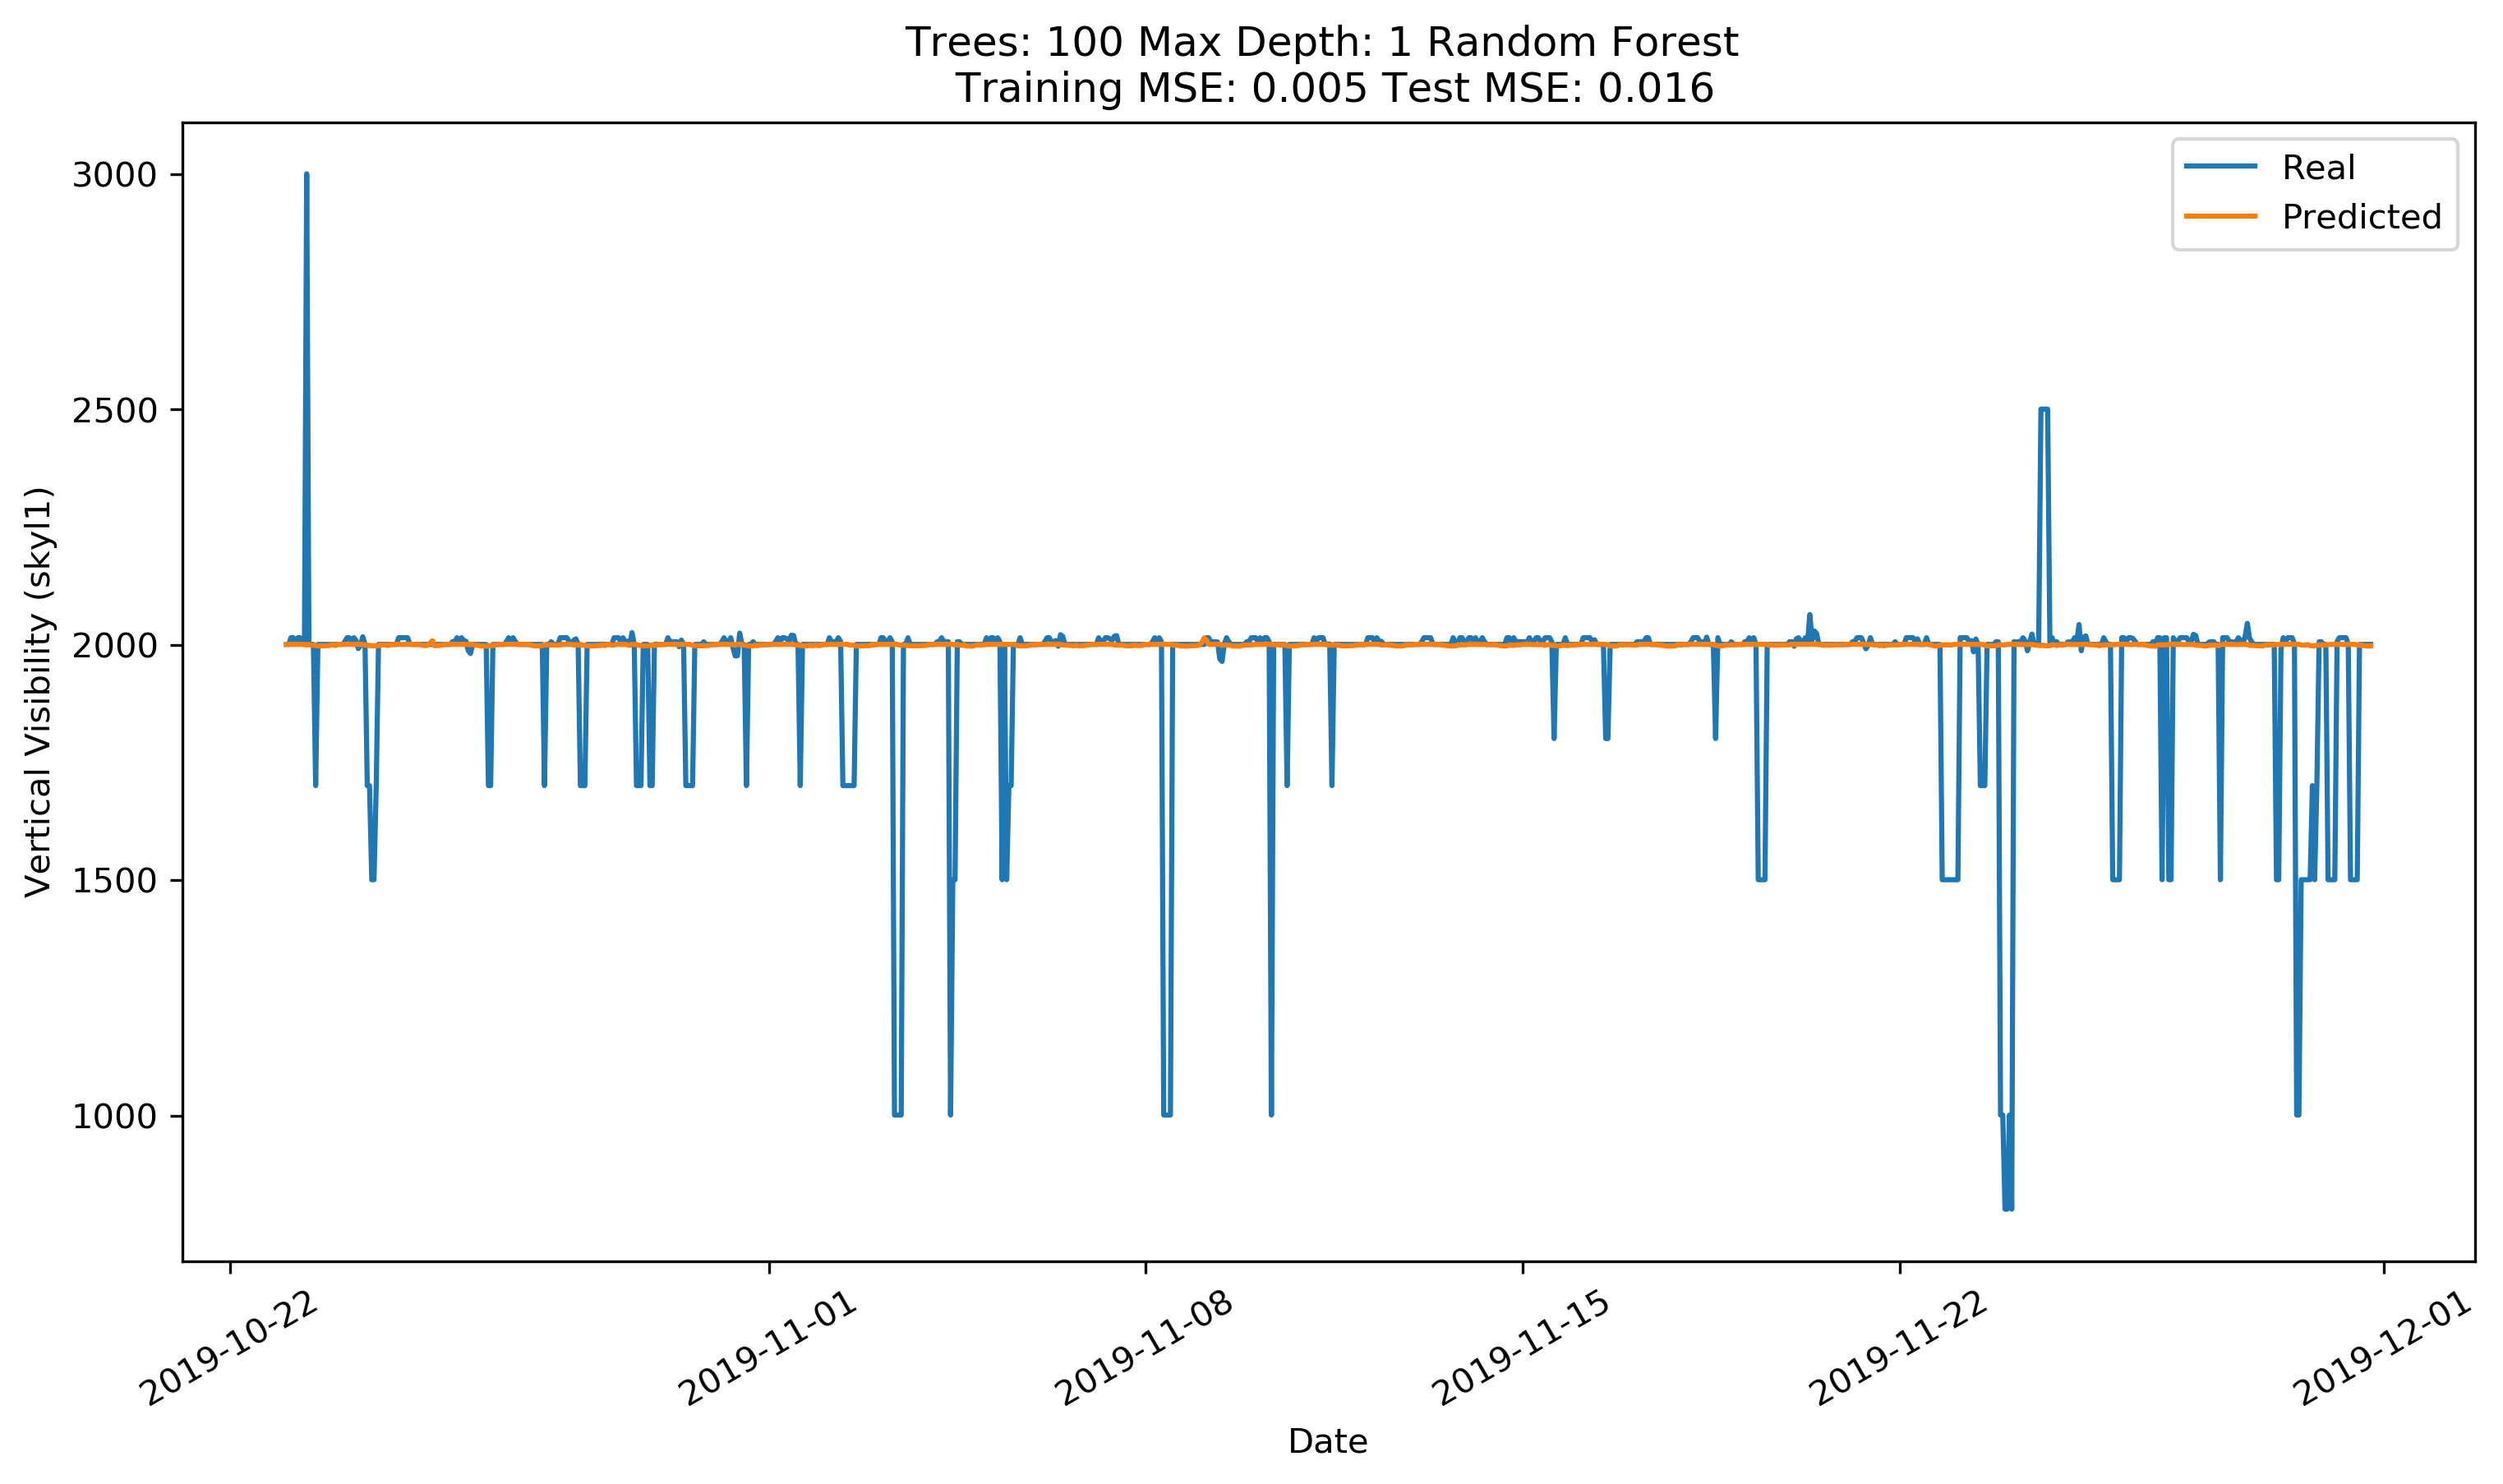 Trees: 100 Max Depth: 1 Random Forest
Training MSE: 0.005 Test MSE: 0.016
Real
Predicted
Vertical Visibility (skyl1)
3000
2500
2000
1500
1000
2019-10-22
2019-11-01
2019-11-08
2019-11-15
2019-11-22
2019-12-01
Date